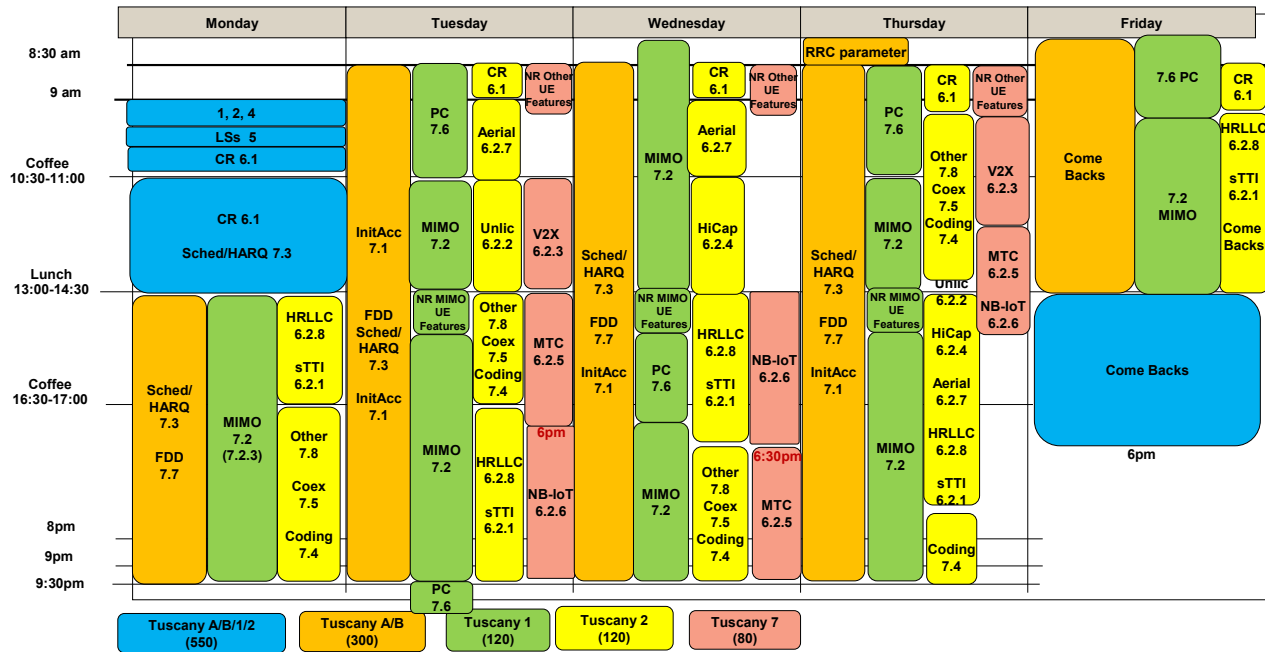 Monday
Tuesday
Wednesday
Thursday
Friday
8:30 am
9 am
Coffee
10:30-11:00
Lunch
13:00-14:30
Coffee
16:30-17:00
8pm
9pm
9:30pm
1, 2, 4
LSs 5
CR 6.1
CR 6.1
Sched/HARQ 7.3
Sched/
HARQ
7.3
FDD
7.7
MIMO
7.2
(7.2.3)
HRLLC
6.2.8
sTTI
6.2.1
Other
7.8
Coex
7.5
Coding
7.4
InitAcc
7.1
FDD
Sched/
HARQ
7.3
InitAcc
7.1
PC
7.6
MIMO
7.2
NR MIMO
UE
Features
MIMO
7.2
PC
7.6
CR
6.1
Aerial
6.2.7
Unlic
6.2.2
Other
7.8
Coex
7.5
Coding
7.4
HRLLC
6.2.8
sTTI
6.2.1
NR Other
UE
Features
V2X
6.2.3
MTC
6.2.5
6pm
NB-IoT
6.2.6
Sched/
HARQ
7.3
FDD
7.7
InitAcc
7.1
MIMO
7.2
NR MIMO
UE
Features
PC
7.6
MIMO
7.2
CR
6.1
Aerial
6.2.7
HiCap
6.2.4
HRLLC
6.2.8
sTTI
6.2.1
Other
7.8
Coex
7.5
Coding
7.4
NR Other
UE
Features
NB-IoT
6.2.6
6:30pm
MTC
6.2.5
RRC parameter
Sched/
HARQ
7.3
FDD
7.7
InitAcc
7.1
PC
7.6
MIMO
7.2
NR MIMO
UE
Features
MIMO
7.2
CR
6.1
Other
7.8
Coex
7.5
Coding
7.4
Unlic
6.2.2
HiCap
6.2.4
Aerial
6.2.7
HRLLC
6.2.8
sTTI
6.2.1
Coding
7.4
NR Other
UE
Features
V2X
6.2.3
MTC
6.2.5
NB-IoT
6.2.6
Come
Backs
7.6 PC
7.2
MIMO
CR
6.1
HRLLC
6.2.8
sTTI
6.2.1
Come
Backs
Come Backs
6pm
Tuscany A/B/1/2
(550)
Tuscany A/B
(300)
Tuscany 1
(120)
Tuscany 2
(120)
Tuscany 7
(80)